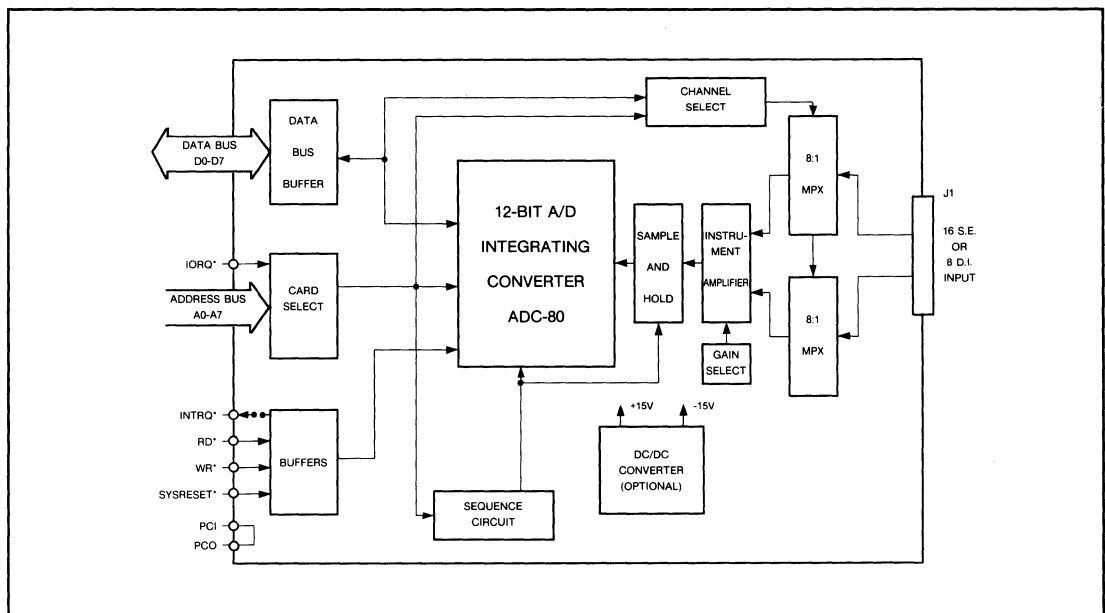 CHANNEL
SELECT
DATA
BUS
BUFFER
DATA BUS
D0-D7
8:1
MPX
J1
16 S.E.
OR
8 D.I.
INPUT
12-BIT A/D
INTEGRATING
CONVERTER
ADC-80
SAMPLE
AND
HOLD
INSTRU-
MENT
AMPLIFIER
IORQ*
CARD
SELECT
ADDRESS BUS
A0-A7
8:1
MPX
GAIN
SELECT
+15V
-15V
DC/DC
CONVERTER
(OPTIONAL)
INTRQ*
RD*
WR*
SYSRESET*
BUFFERS
PCI
PCO
SEQUENCE
CIRCUIT